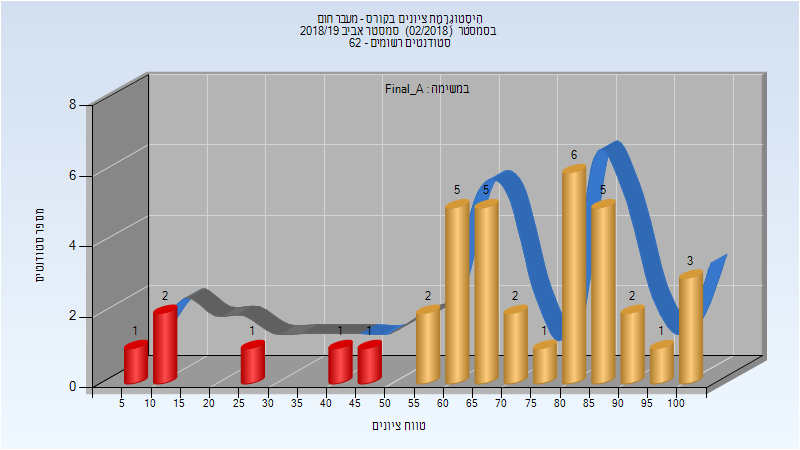 היסטוגרמת ציונים בקורס - מעבר חום
בסמסטר (02/2018) סמסטר אביב 2018/19
סטודנטים רשומים - 62
במשימה : Final_A
מספר סטודנטים
8
6
4
2
0
1
2
1
1
1
2
5
5
2
1
6
5
2
1
3
5 10 15 20 25 30 35 40 45 50 55 60 65 70 75 80 85 90 95 100
טווח ציונים